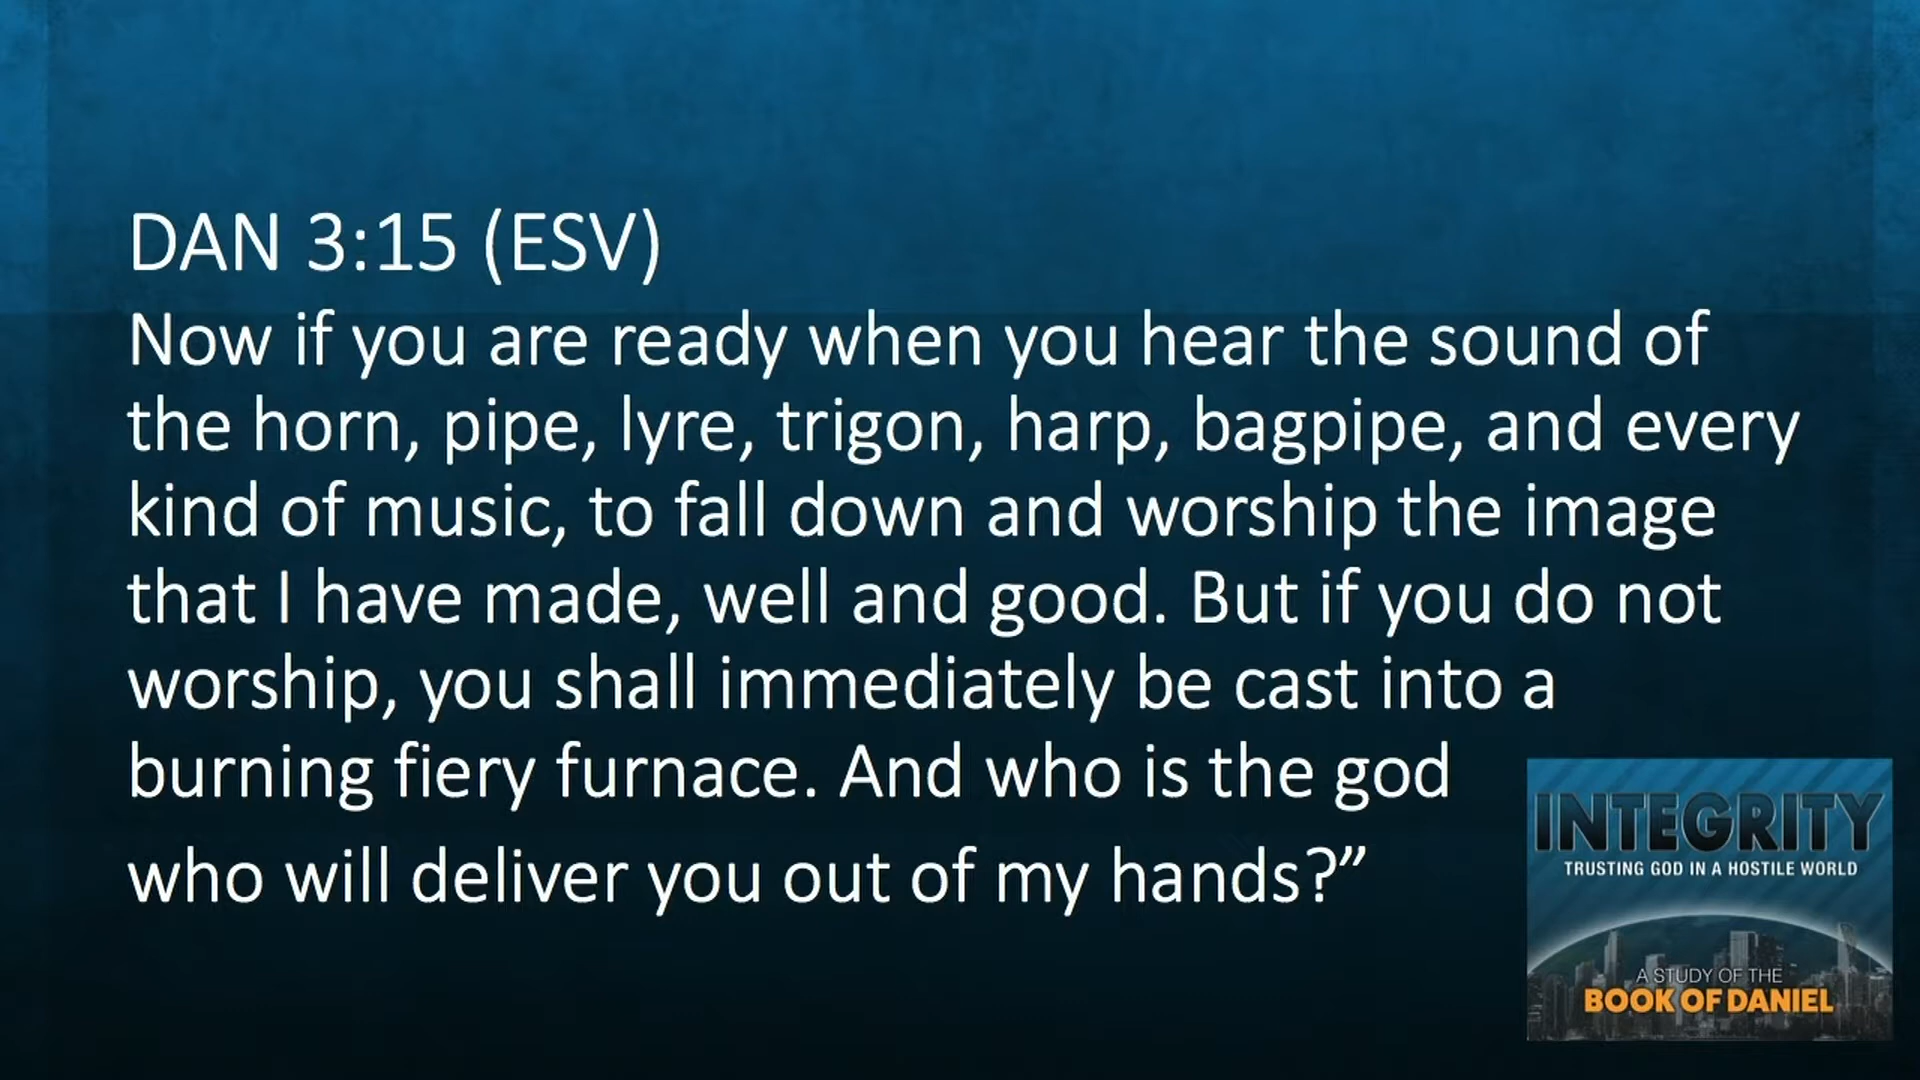 DAN 3:15 (ESV)
Now if you are ready when you hear the sound of
the horn, pipe, lyre, trigon, harp, bagpipe, and every
kind of music, to fall down and worship the image
that I have made, well and good. But if you do not
worship, you shall immediately be cast into a
burning fiery furnace. And who is the god
who will deliver you out of my hands?”
INTEGRITY
TRUSTING GOD IN A HOSTILE WORLD
A STUDY OF THE
BOOK OF DANIEL